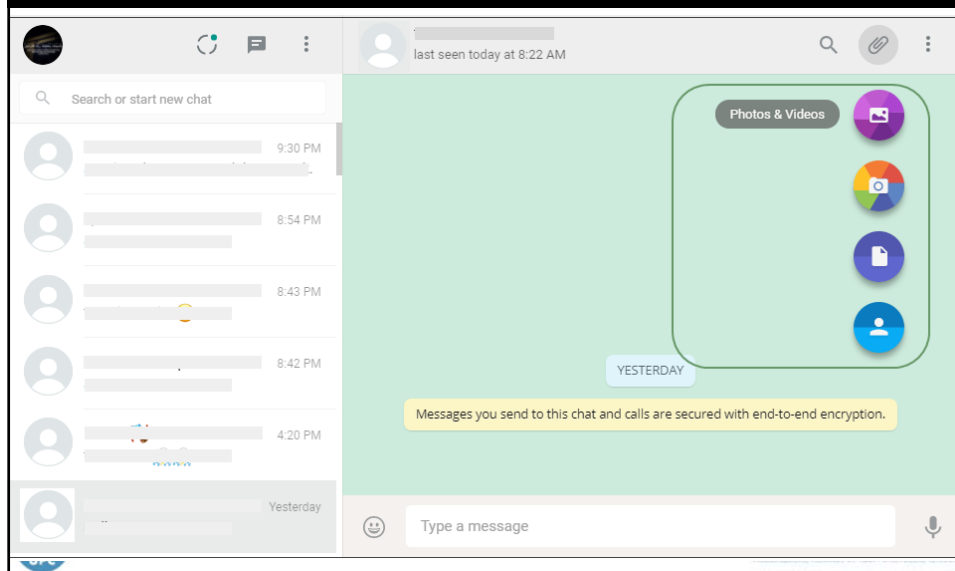 last seen today at 8:22 AM
Search or start new chat
Photos & Videos
9:30 PM
8:54 PM
8:43 PM
8:42 PM
4:20 PM
Yesterday
YESTERDAY
Messages you send to this chat and calls are secured with end-to-end encryption.
Type a message